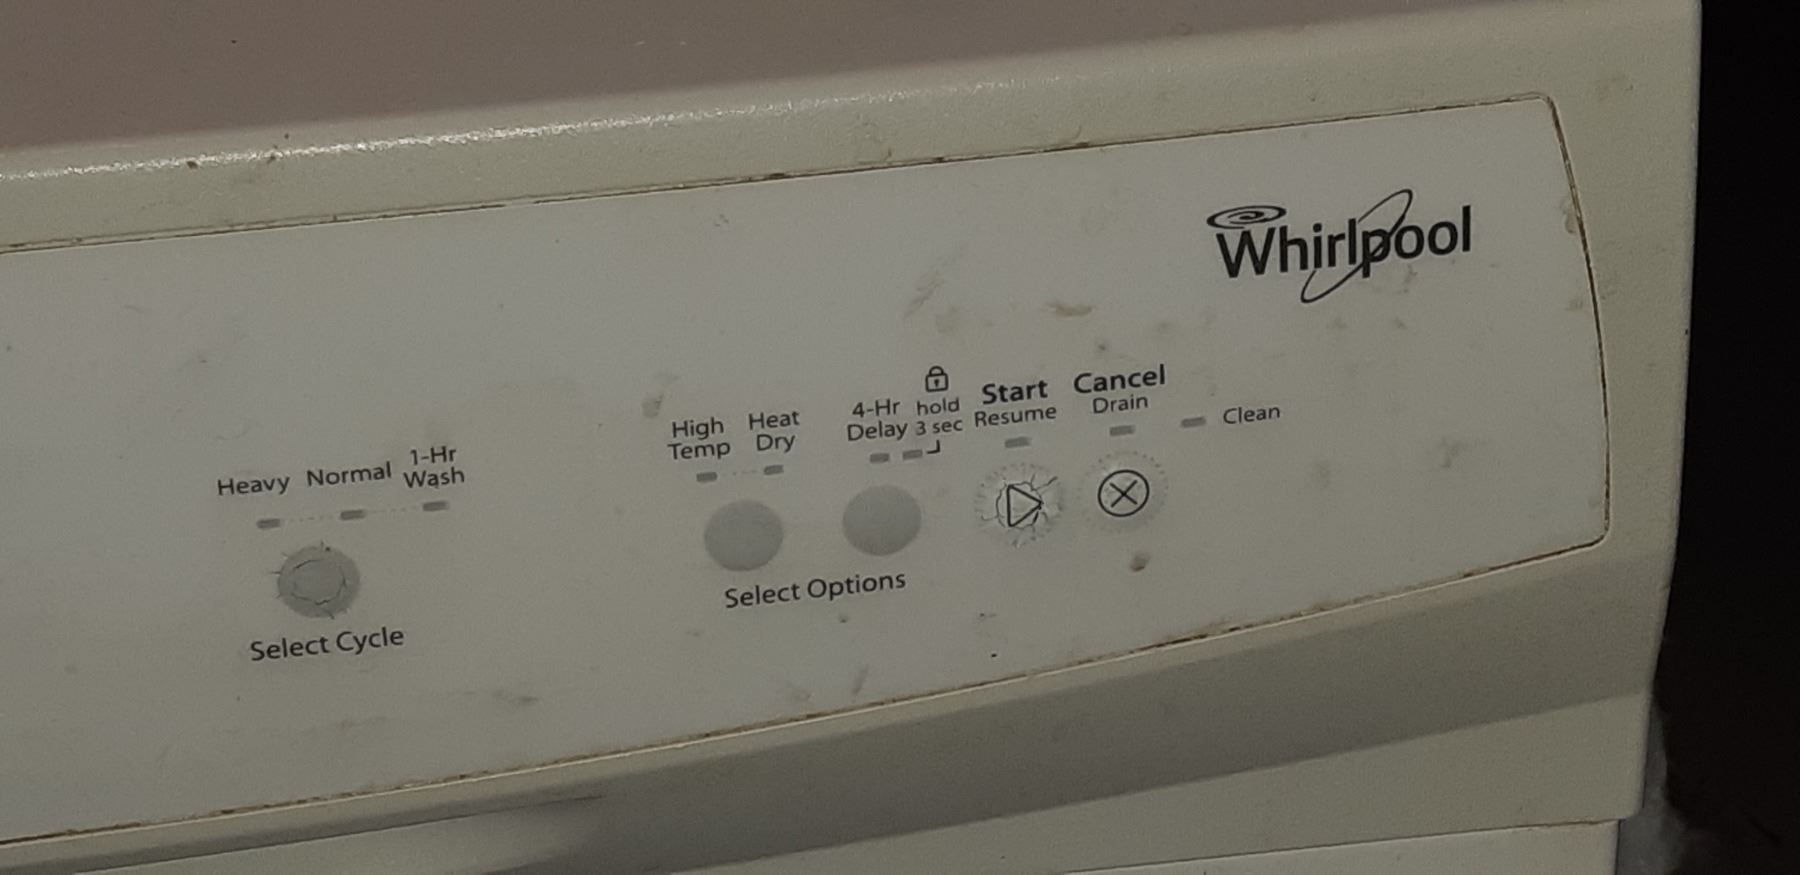 Whirlpool
Heavy Normal 1-Hr Wash
Select Cycle
High Temp
Heat Dry
Select Options
4-Hr Delay
hold 3 sec
Start
Resume
Cancel
Drain
Clean